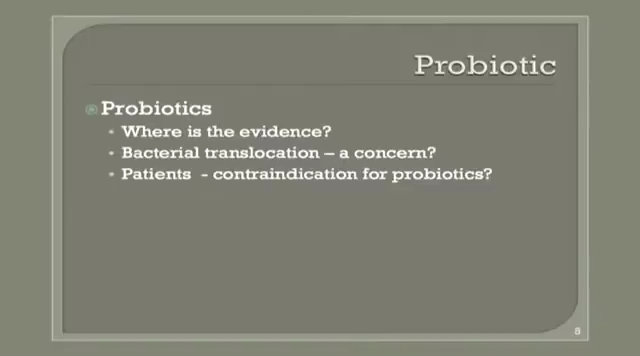 Probiotic
Probiotics
Where is the evidence?
Bacterial translocation – a concern?
Patients - contraindication for probiotics?
8